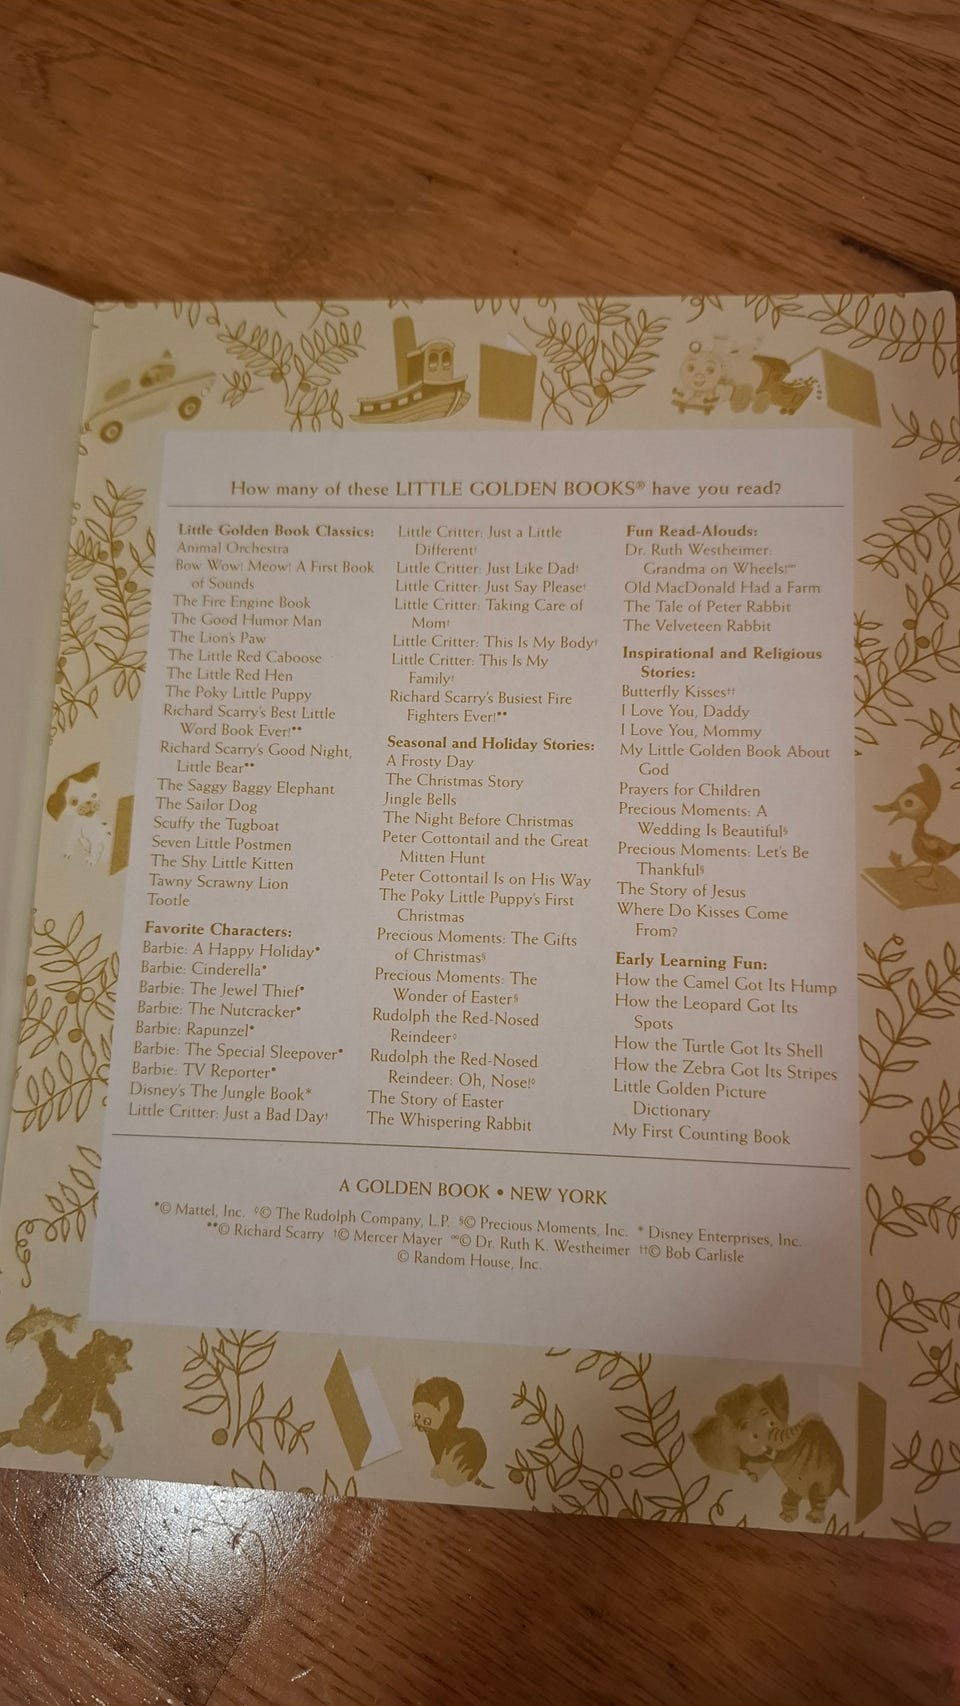 How many of these LITTLE GOLDEN BOOKS® have you read?
Little Golden Book Classics:
Animal Orchestra
Bow Wow! Meow! A First Book
of Sounds
The Fire Engine Book
The Good Humor Man
The Lion's Paw
The Little Red Caboose
The Little Red Hen
The Poky Little Puppy
Richard Scarry's Best Little
Word Book Ever!**
Richard Scarry's Good Night,
Little Bear**
The Saggy Baggy Elephant
The Sailor Dog
Scuffy the Tugboat
Seven Little Postmen
The Shy Little Kitten
Tawny Scrawny Lion
Tootle
Favorite Characters:
Barbie: A Happy Holiday•
Barbie: Cinderella•
Barbie: The Jewel Thief•
Barbie: The Nutcracker•
Barbie: Rapunzel•
Barbie: The Special Sleepover•
Barbie: TV Reporter•
Disney's The Jungle Book*
Little Critter: Just a Bad Day†
Little Critter: Just a Little
Different†
Little Critter: Just Like Dad†
Little Critter: Just Say Please†
Little Critter: Taking Care of
Mom†
Little Critter: This Is My Body†
Little Critter: This Is My
Family†
Richard Scarry's Busiest Fire
Fighters Ever!**
Seasonal and Holiday Stories:
A Frosty Day
The Christmas Story
Jingle Bells
The Night Before Christmas
Peter Cottontail and the Great
Mitten Hunt
Peter Cottontail Is on His Way
The Poky Little Puppy's First
Christmas
Precious Moments: The Gifts
of Christmas§
Precious Moments: The
Wonder of Easter§
Rudolph the Red-Nosed
Reindeer◊
Rudolph the Red-Nosed
Reindeer: Oh, Nose!◊
The Story of Easter
The Whispering Rabbit
Fun Read-Alouds:
Dr. Ruth Westheimer:
Grandma on Wheels!∞
Old MacDonald Had a Farm
The Tale of Peter Rabbit
The Velveteen Rabbit
Inspirational and Religious
Stories:
Butterfly Kisses††
I Love You, Daddy
I Love You, Mommy
My Little Golden Book About
God
Prayers for Children
Precious Moments: A
Wedding Is Beautiful§
Precious Moments: Let's Be
Thankful§
The Story of Jesus
Where Do Kisses Come
From?
Early Learning Fun:
How the Camel Got Its Hump
How the Leopard Got Its
Spots
How the Turtle Got Its Shell
How the Zebra Got Its Stripes
Little Golden Picture
Dictionary
My First Counting Book
A GOLDEN BOOK • NEW YORK
•© Mattel, Inc. ◊© The Rudolph Company, L.P. §© Precious Moments, Inc. * Disney Enterprises, Inc.
**© Richard Scarry †© Mercer Mayer ∞© Dr. Ruth K. Westheimer ††© Bob Carlisle
© Random House, Inc.